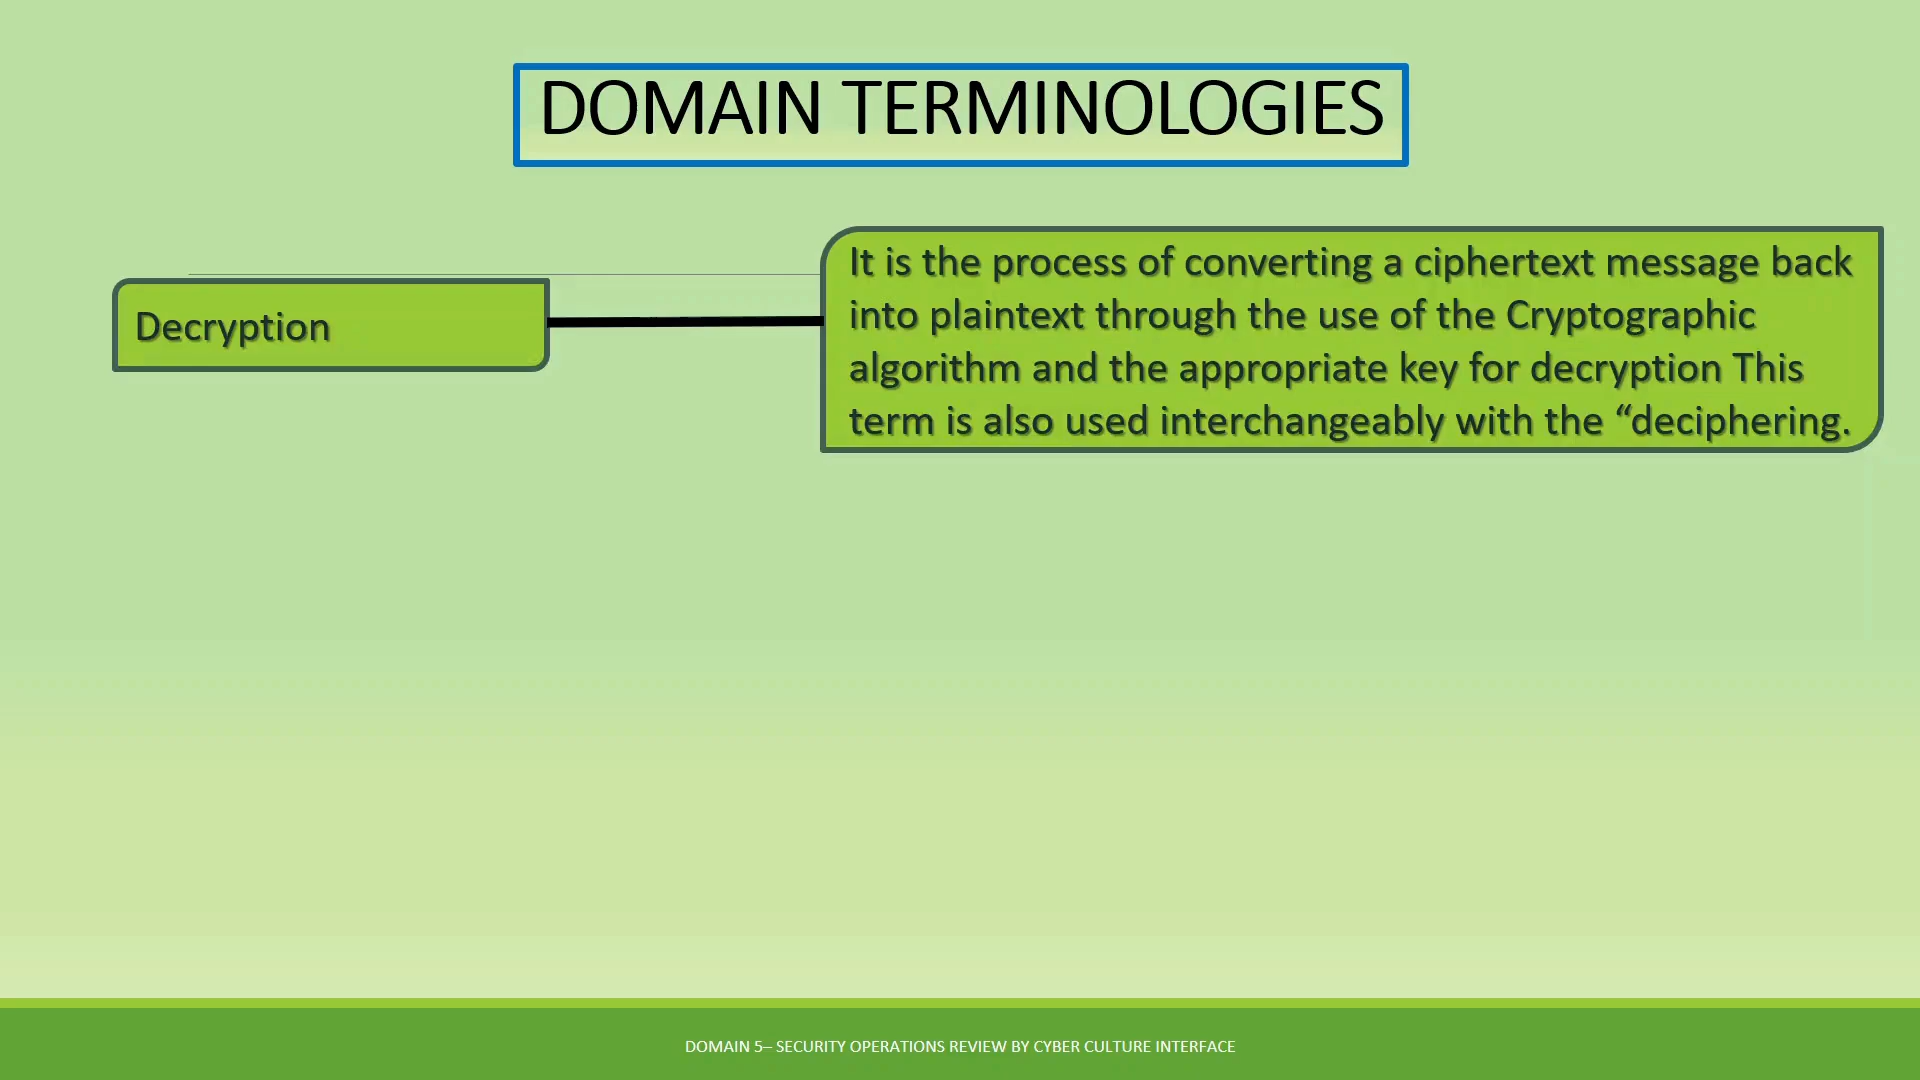 DOMAIN TERMINOLOGIES
Decryption
It is the process of converting a ciphertext message back
into plaintext through the use of the Cryptographic
algorithm and the appropriate key for decryption This
term is also used interchangeably with the “deciphering.
DOMAIN 5– SECURITY OPERATIONS REVIEW BY CYBER CULTURE INTERFACE